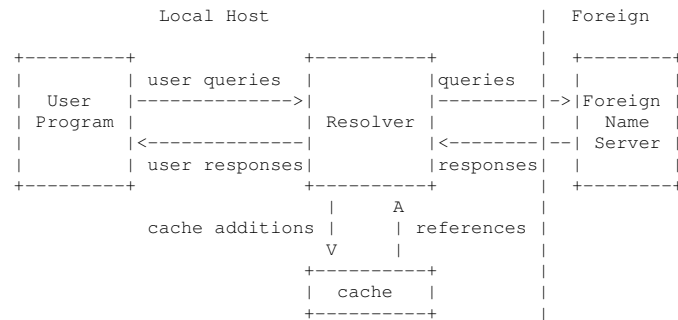 Local Host | Foreign
|
+---------+ +----------+ | +--------+
| | user queries | |queries | | |
| User |-------------->| |---------|->|Foreign |
| Program | | Resolver | | | Name |
| |<--------------| |<--------|--| Server |
| | user responses| |responses| | |
+---------+ +----------+ | +--------+
| A |
cache additions | | references |
V | |
+----------+ |
| cache | |
+----------+ |